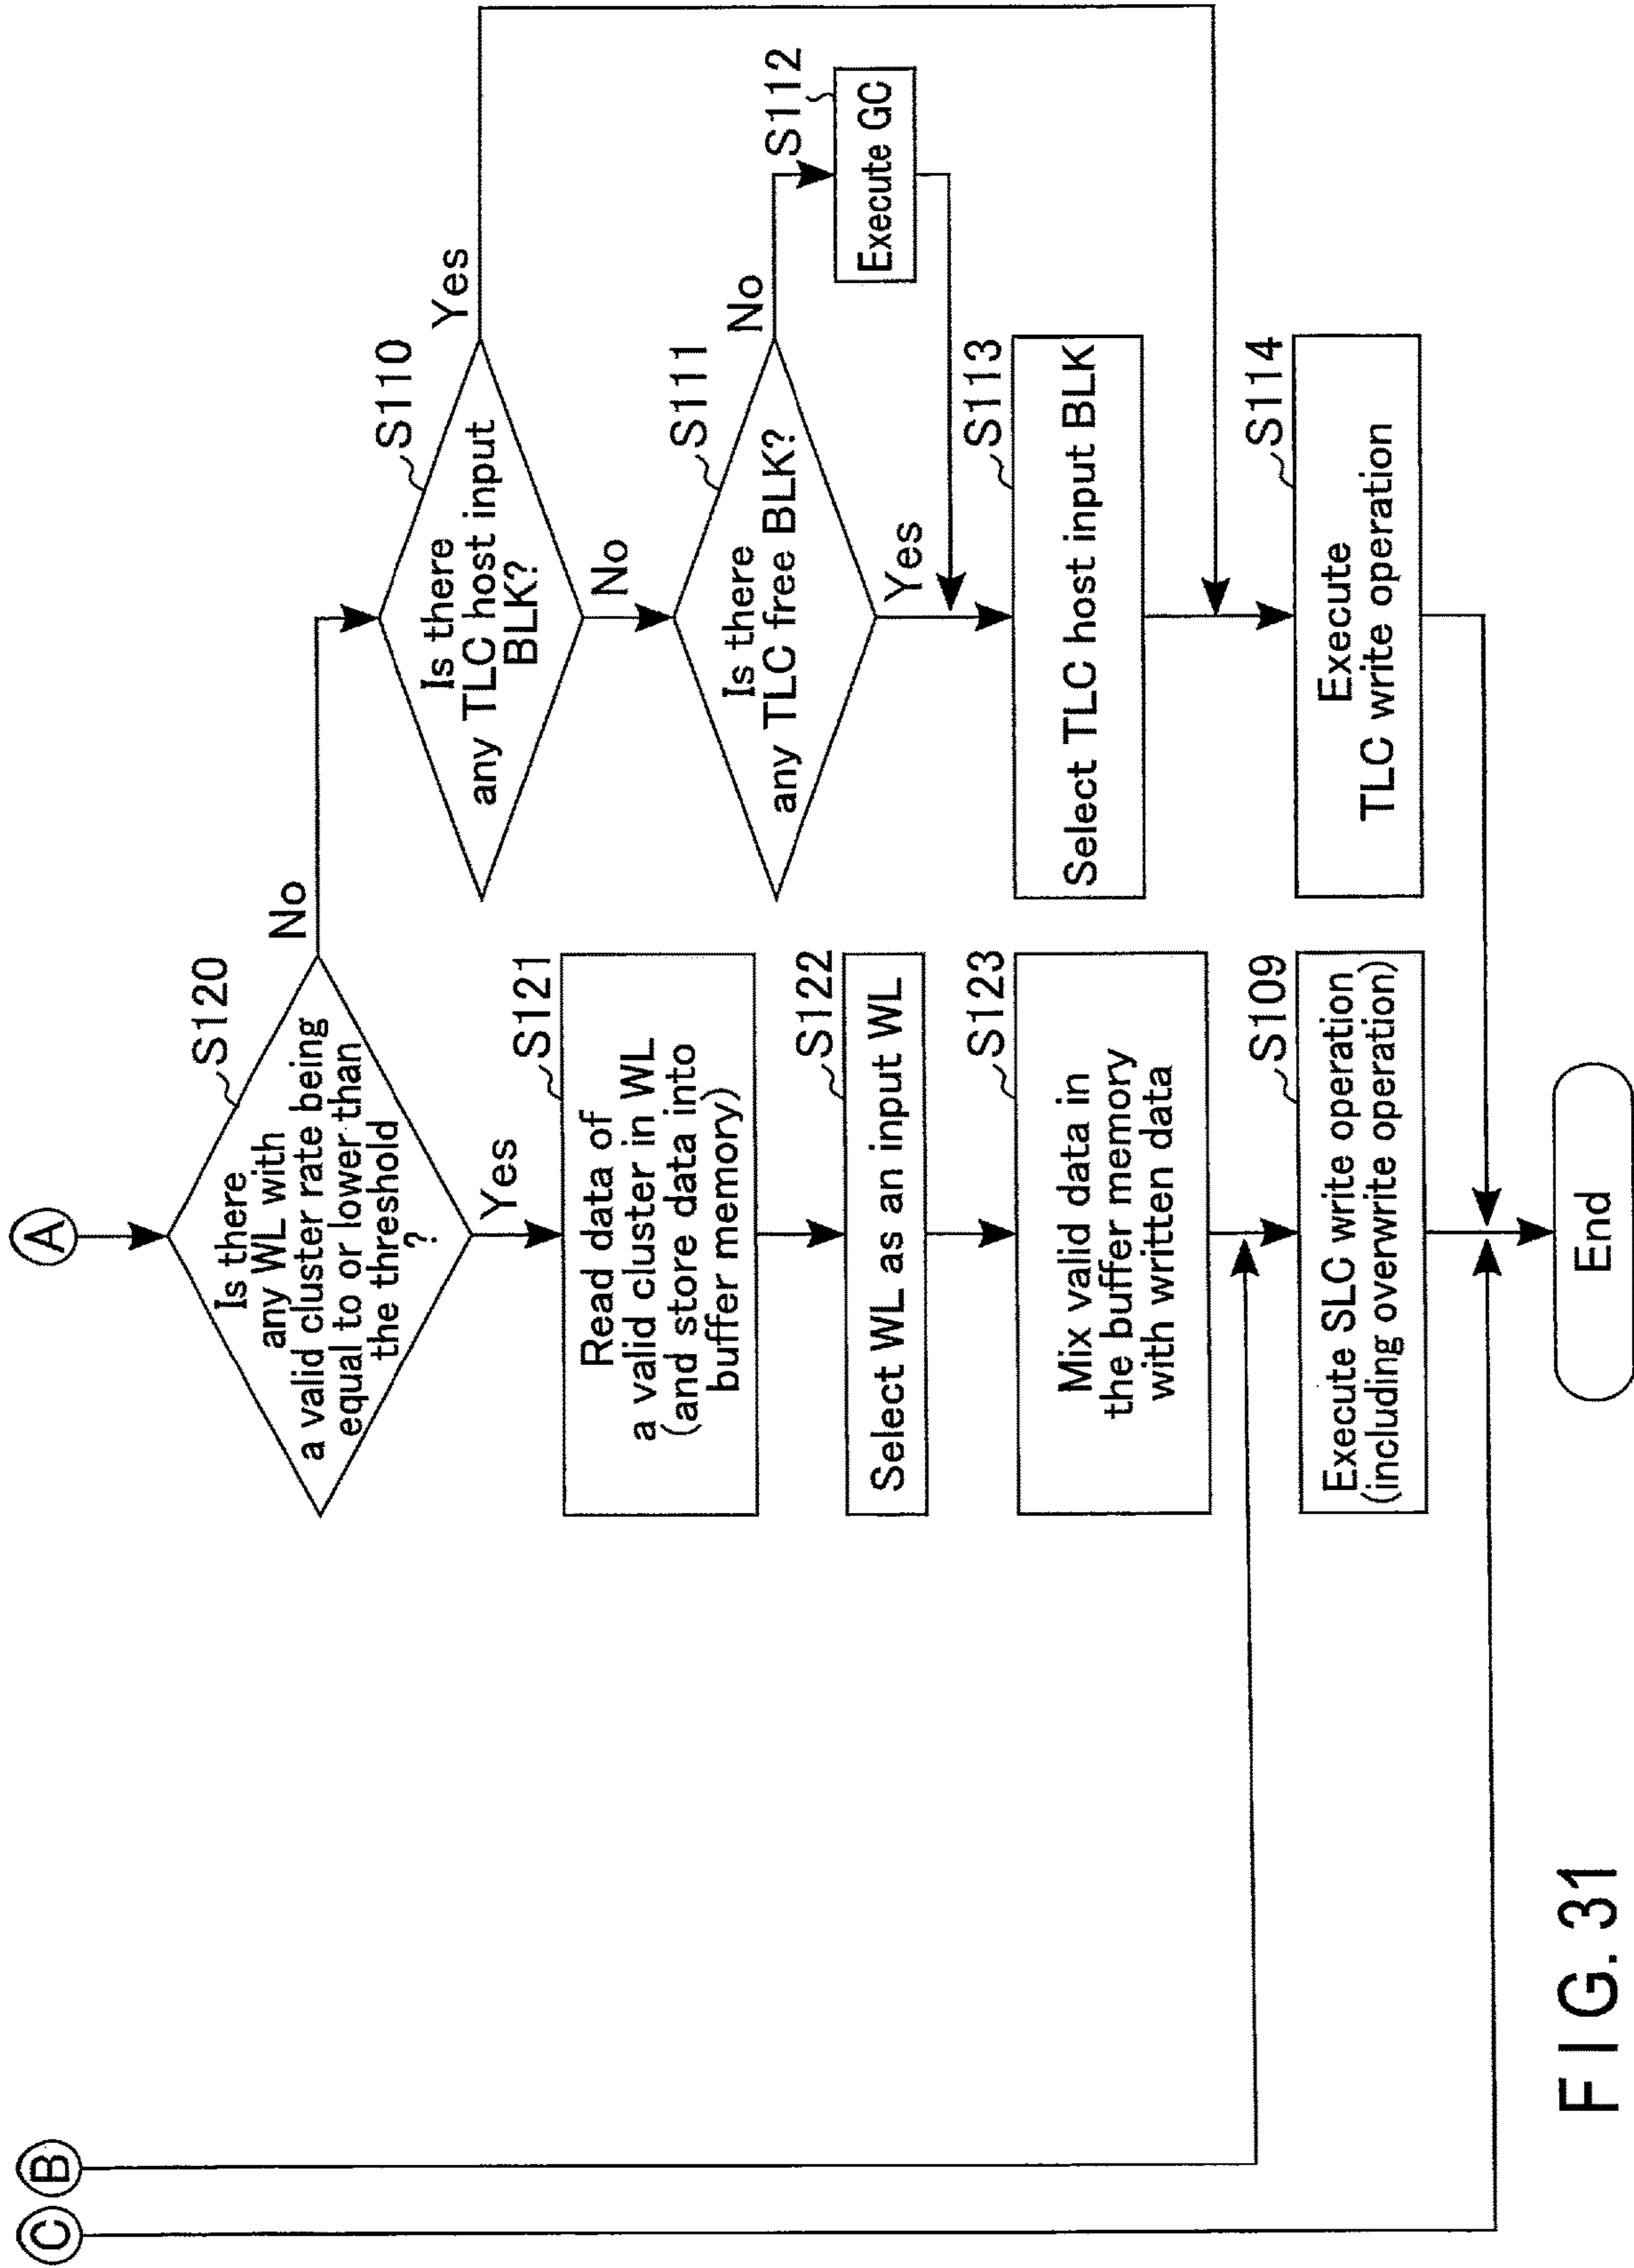 C
B
A
S120
Is there
any WL with
a valid cluster rate being
equal to or lower than
the threshold
?
No
Yes
S121
Read data of
a valid cluster in WL
(and store data into
buffer memory)
S122
Select WL as an input WL
S123
Mix valid data in
the buffer memory
with written data
S109
Execute SLC write operation
(including overwrite operation)
S110
Is there
any TLC host input
BLK?
Yes
No
S111
Is there
any TLC free BLK?
No
Yes
S112
Execute GC
S113
Select TLC host input BLK
S114
Execute
TLC write operation
End
FIG. 31